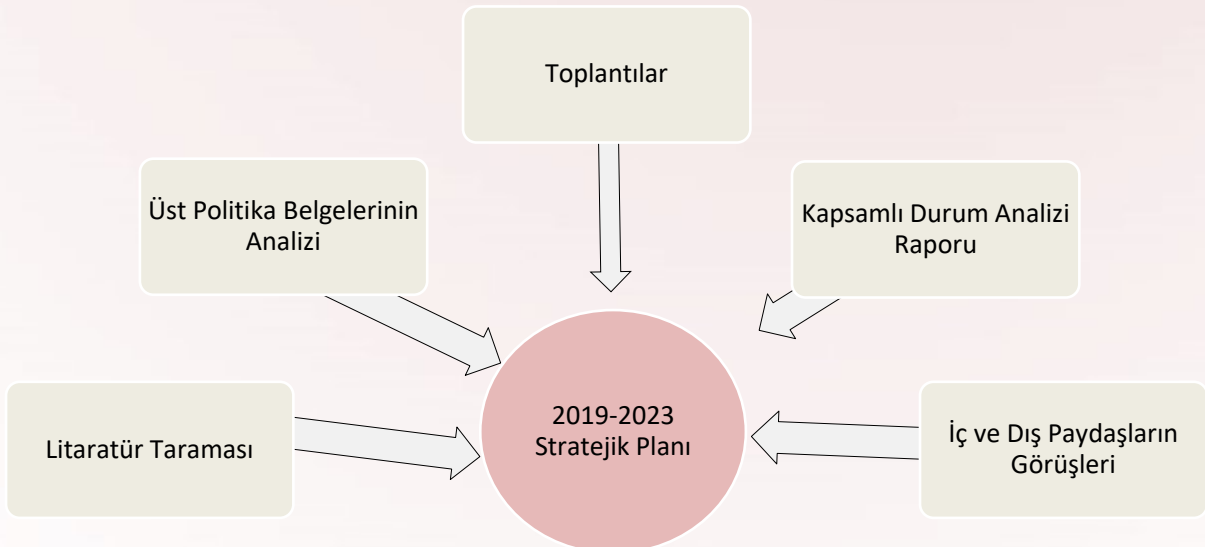 Toplantılar
Üst Politika Belgelerinin
Analizi
Kapsamlı Durum Analizi
Raporu
Litaratür Taraması
2019-2023
Stratejik Planı
İç ve Dış Paydaşların
Görüşleri